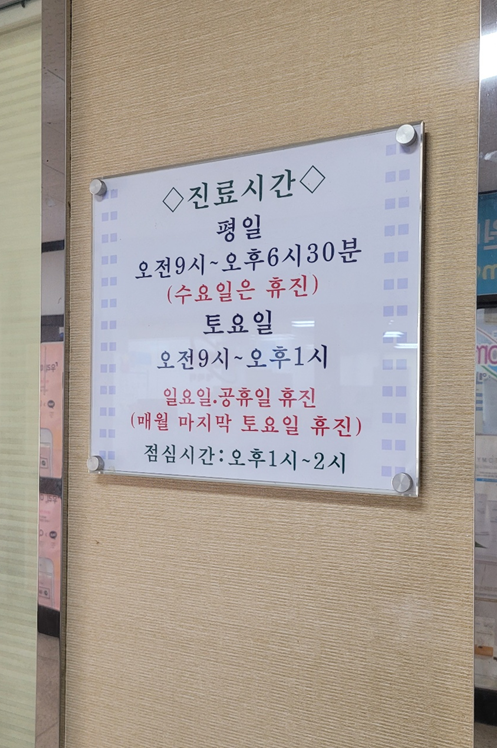 ◇진료시간◇
평일
오전9시~오후6시30분
(수요일은 휴진)
토요일
오전9시~오후1시
일요일.공휴일 휴진
(매월 마지막 토요일 휴진)
점심시간:오후1시~2시